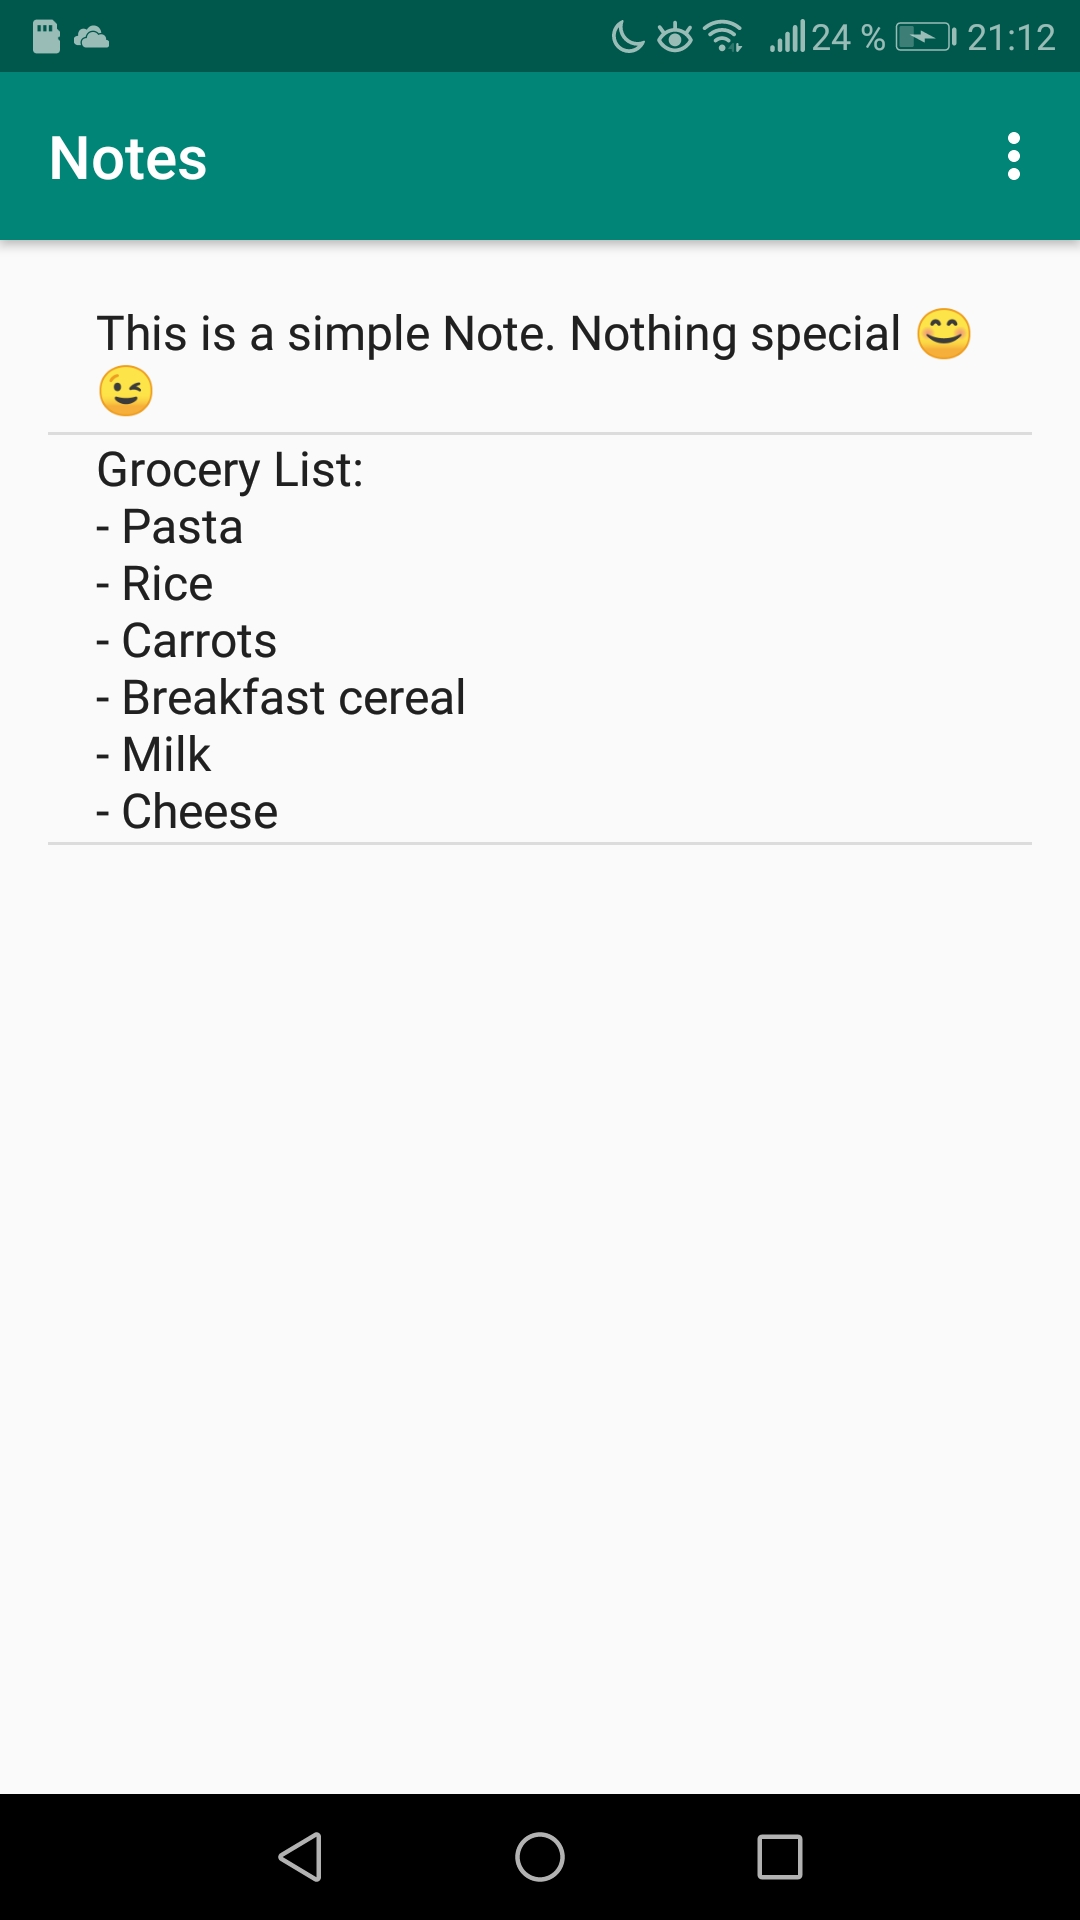 24 % 21:12
Notes
This is a simple Note. Nothing special 😊
😉
Grocery List:
- Pasta
- Rice
- Carrots
- Breakfast cereal
- Milk
- Cheese